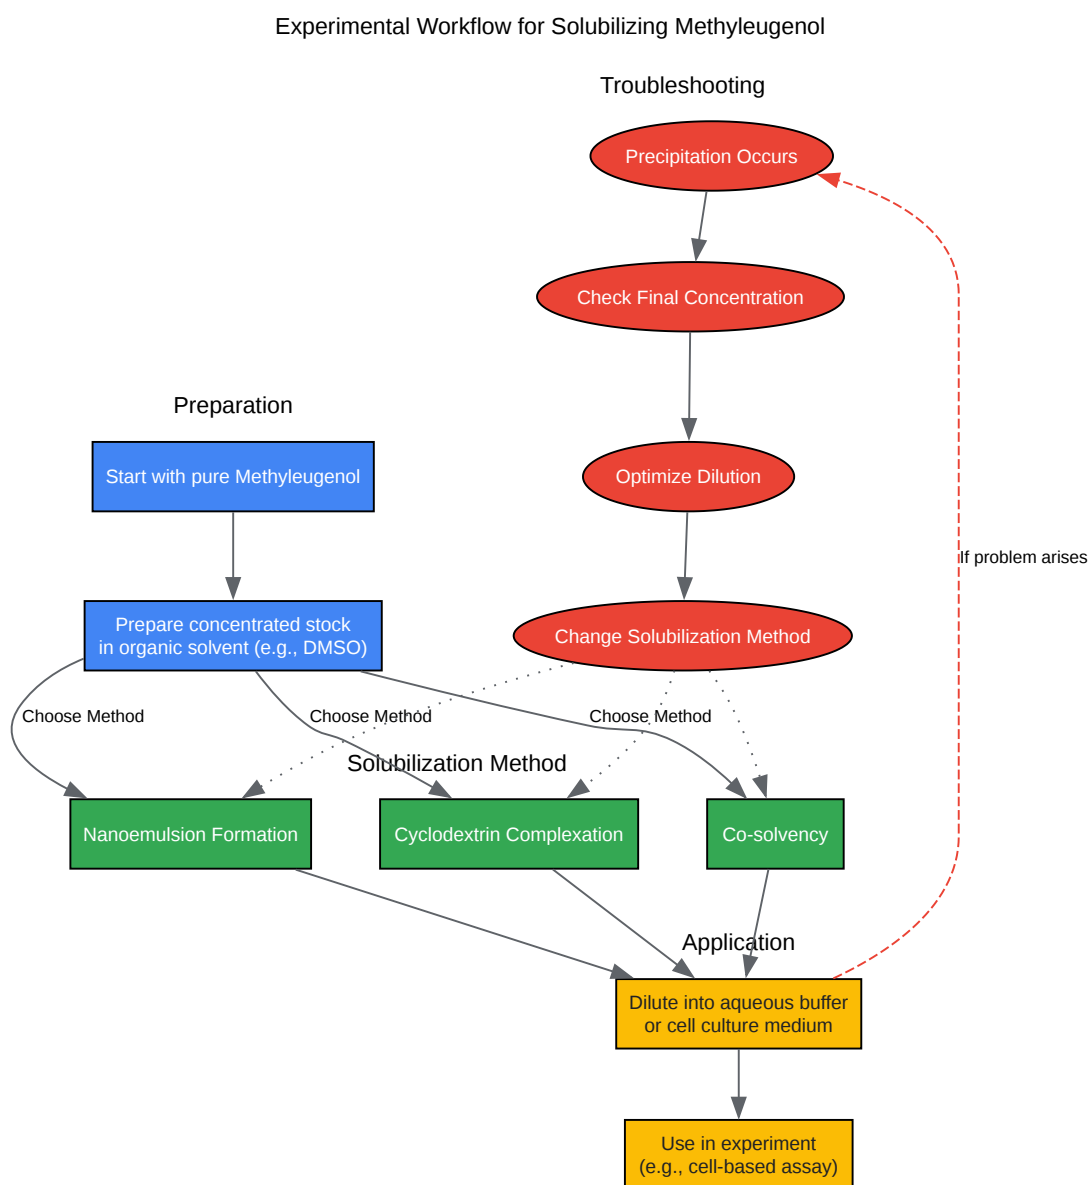 Experimental Workflow for Solubilizing Methyleugenol
Troubleshooting
Precipitation Occurs
Check Final Concentration
Preparation
Start with pure Methyleugenol
Optimize Dilution
If problem arises
Prepare concentrated stock
in organic solvent (e.g., DMSO)
Change Solubilization Method
Choose Method
Choose Method
Choose Method
Solubilization Method
Nanoemulsion Formation
Cyclodextrin Complexation
Co-solvency
Application
Dilute into aqueous buffer
or cell culture medium
Use in experiment
(e.g., cell-based assay)